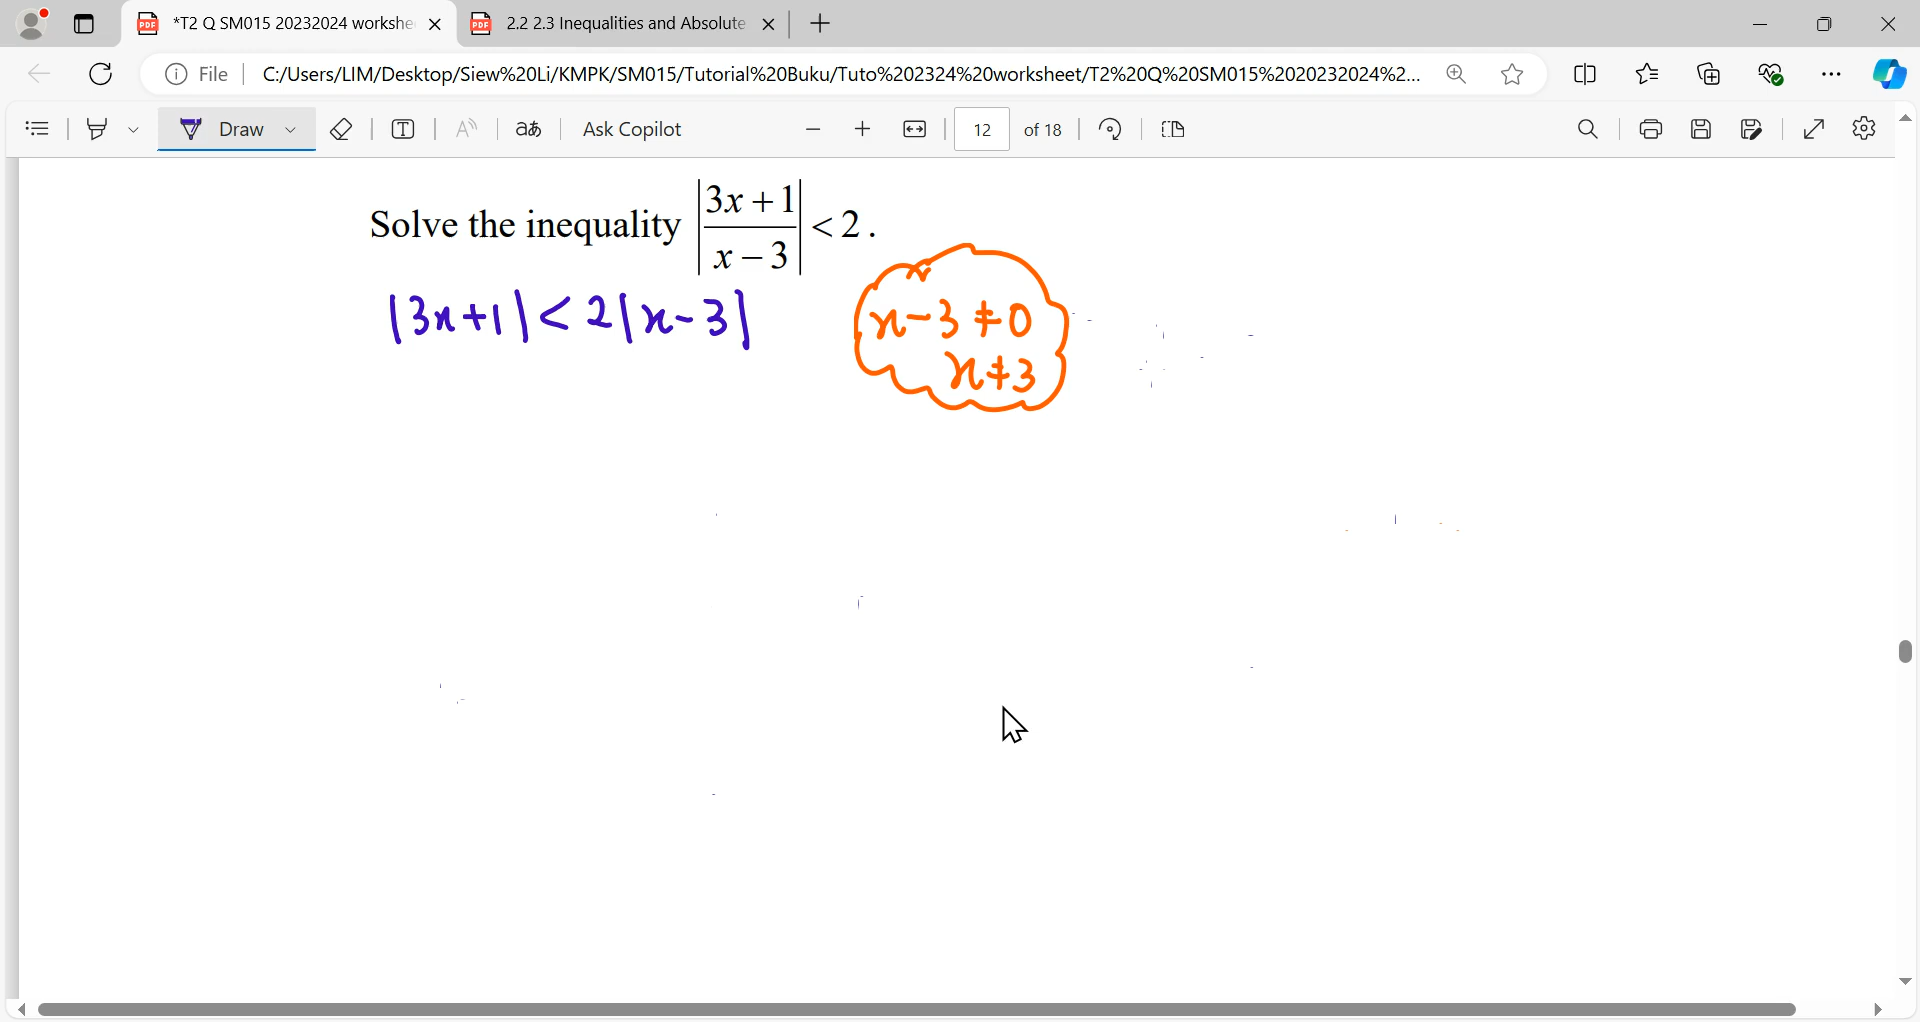 *T2 Q SM015 20232024 workshe
2.2 2.3 Inequalities and Absolute
File
C:/Users/LIM/Desktop/Siew%20Li/KMPK/SM015/Tutorial%20Buku/Tuto%202324%20worksheet/T2%20Q%20SM015%2020232024%2...
Draw
aあ
Ask Copilot
12 of 18
Solve the inequality |(3x + 1)/(x − 3)| < 2 .
|3x+1| < 2|x-3|
x-3 ≠ 0
x ≠ 3